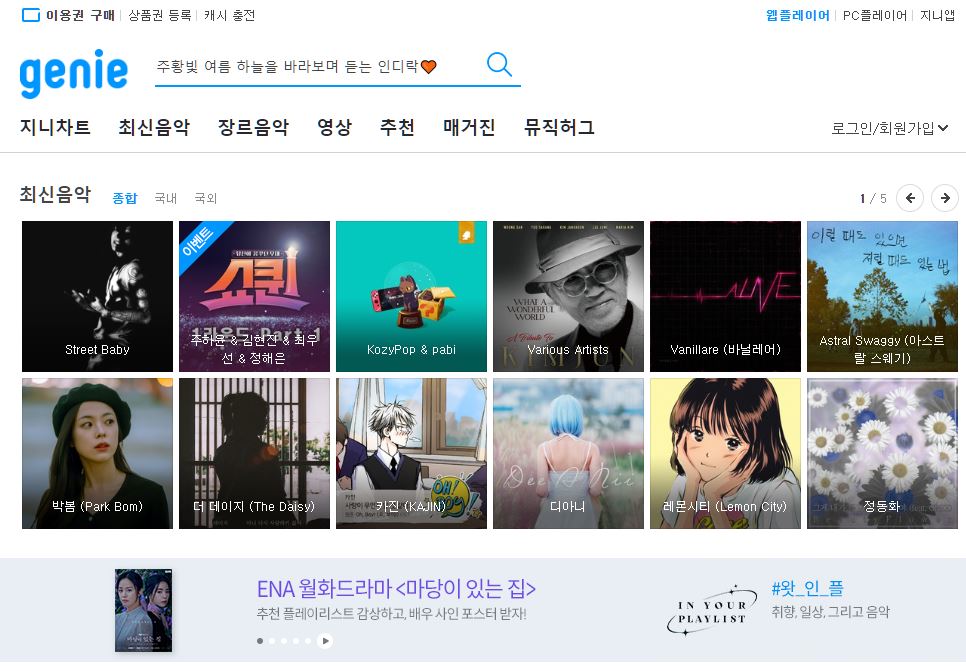 이용권 구매 상품권 등록 캐시 충전
웹플레이어 PC플레이어 지니앱
genie
주황빛 여름 하늘을 바라보며 듣는 인디락🧡
지니차트 최신음악 장르음악 영상 추천 매거진 뮤직허그
로그인/회원가입
최신음악 종합 국내 국외
1 / 5
Street Baby
이벤트
쇼퀸
1라운드 Part 1
주하윤 & 김현진 & 최우
선 & 정해은
KozyPop & pabi
WHAT A
WONDERFUL
WORLD
A Tribute To
Various Artists
ALIVE
Vanillare (바닐레어)
이럴 때도 있으면
저럴 때도 있는 법
Astral Swaggy (아스트
랄 스웨기)
박봄 (Park Bom)
더 데이지 (The Daisy)
카진 (KAJIN)
Dee A Nii
디아니
레몬시티 (Lemon City)
정동화
마당이 있는 집
ENA 월화드라마 <마당이 있는 집>
추천 플레이리스트 감상하고, 배우 사인 포스터 받자!
IN YOUR
PLAYLIST
#왓_인_플
취향, 일상, 그리고 음악